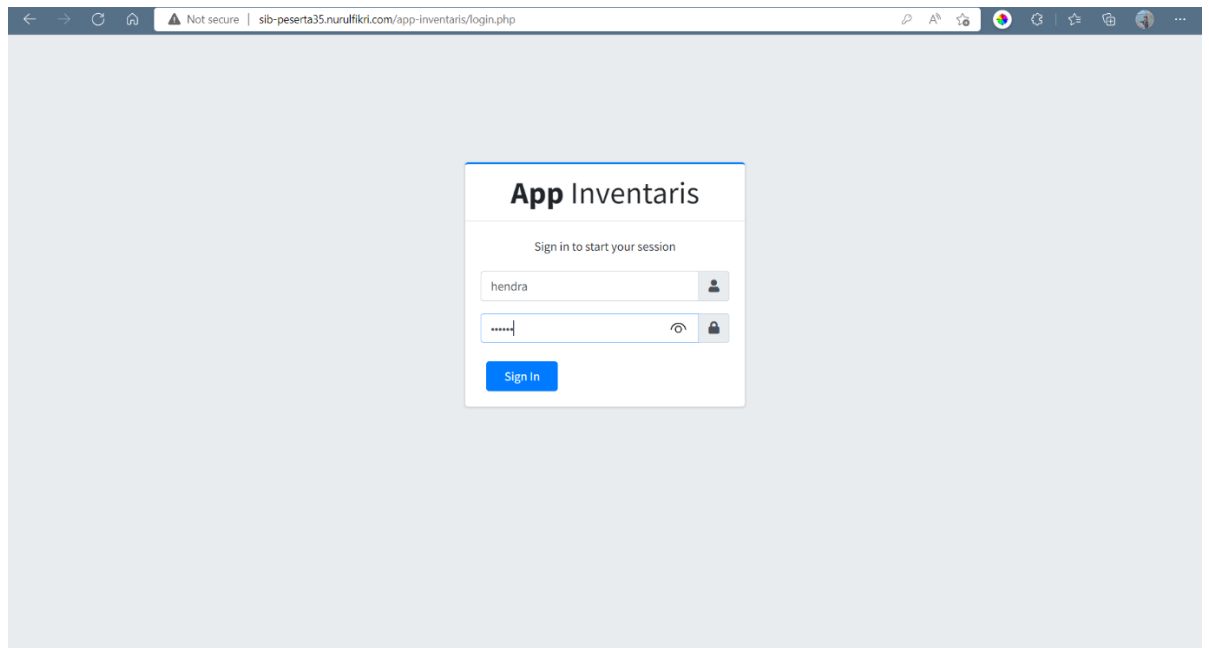 Not secure | sib-peserta35.nurulfikri.com/app-inventaris/login.php
App Inventaris
Sign in to start your session
hendra
••••••
Sign In